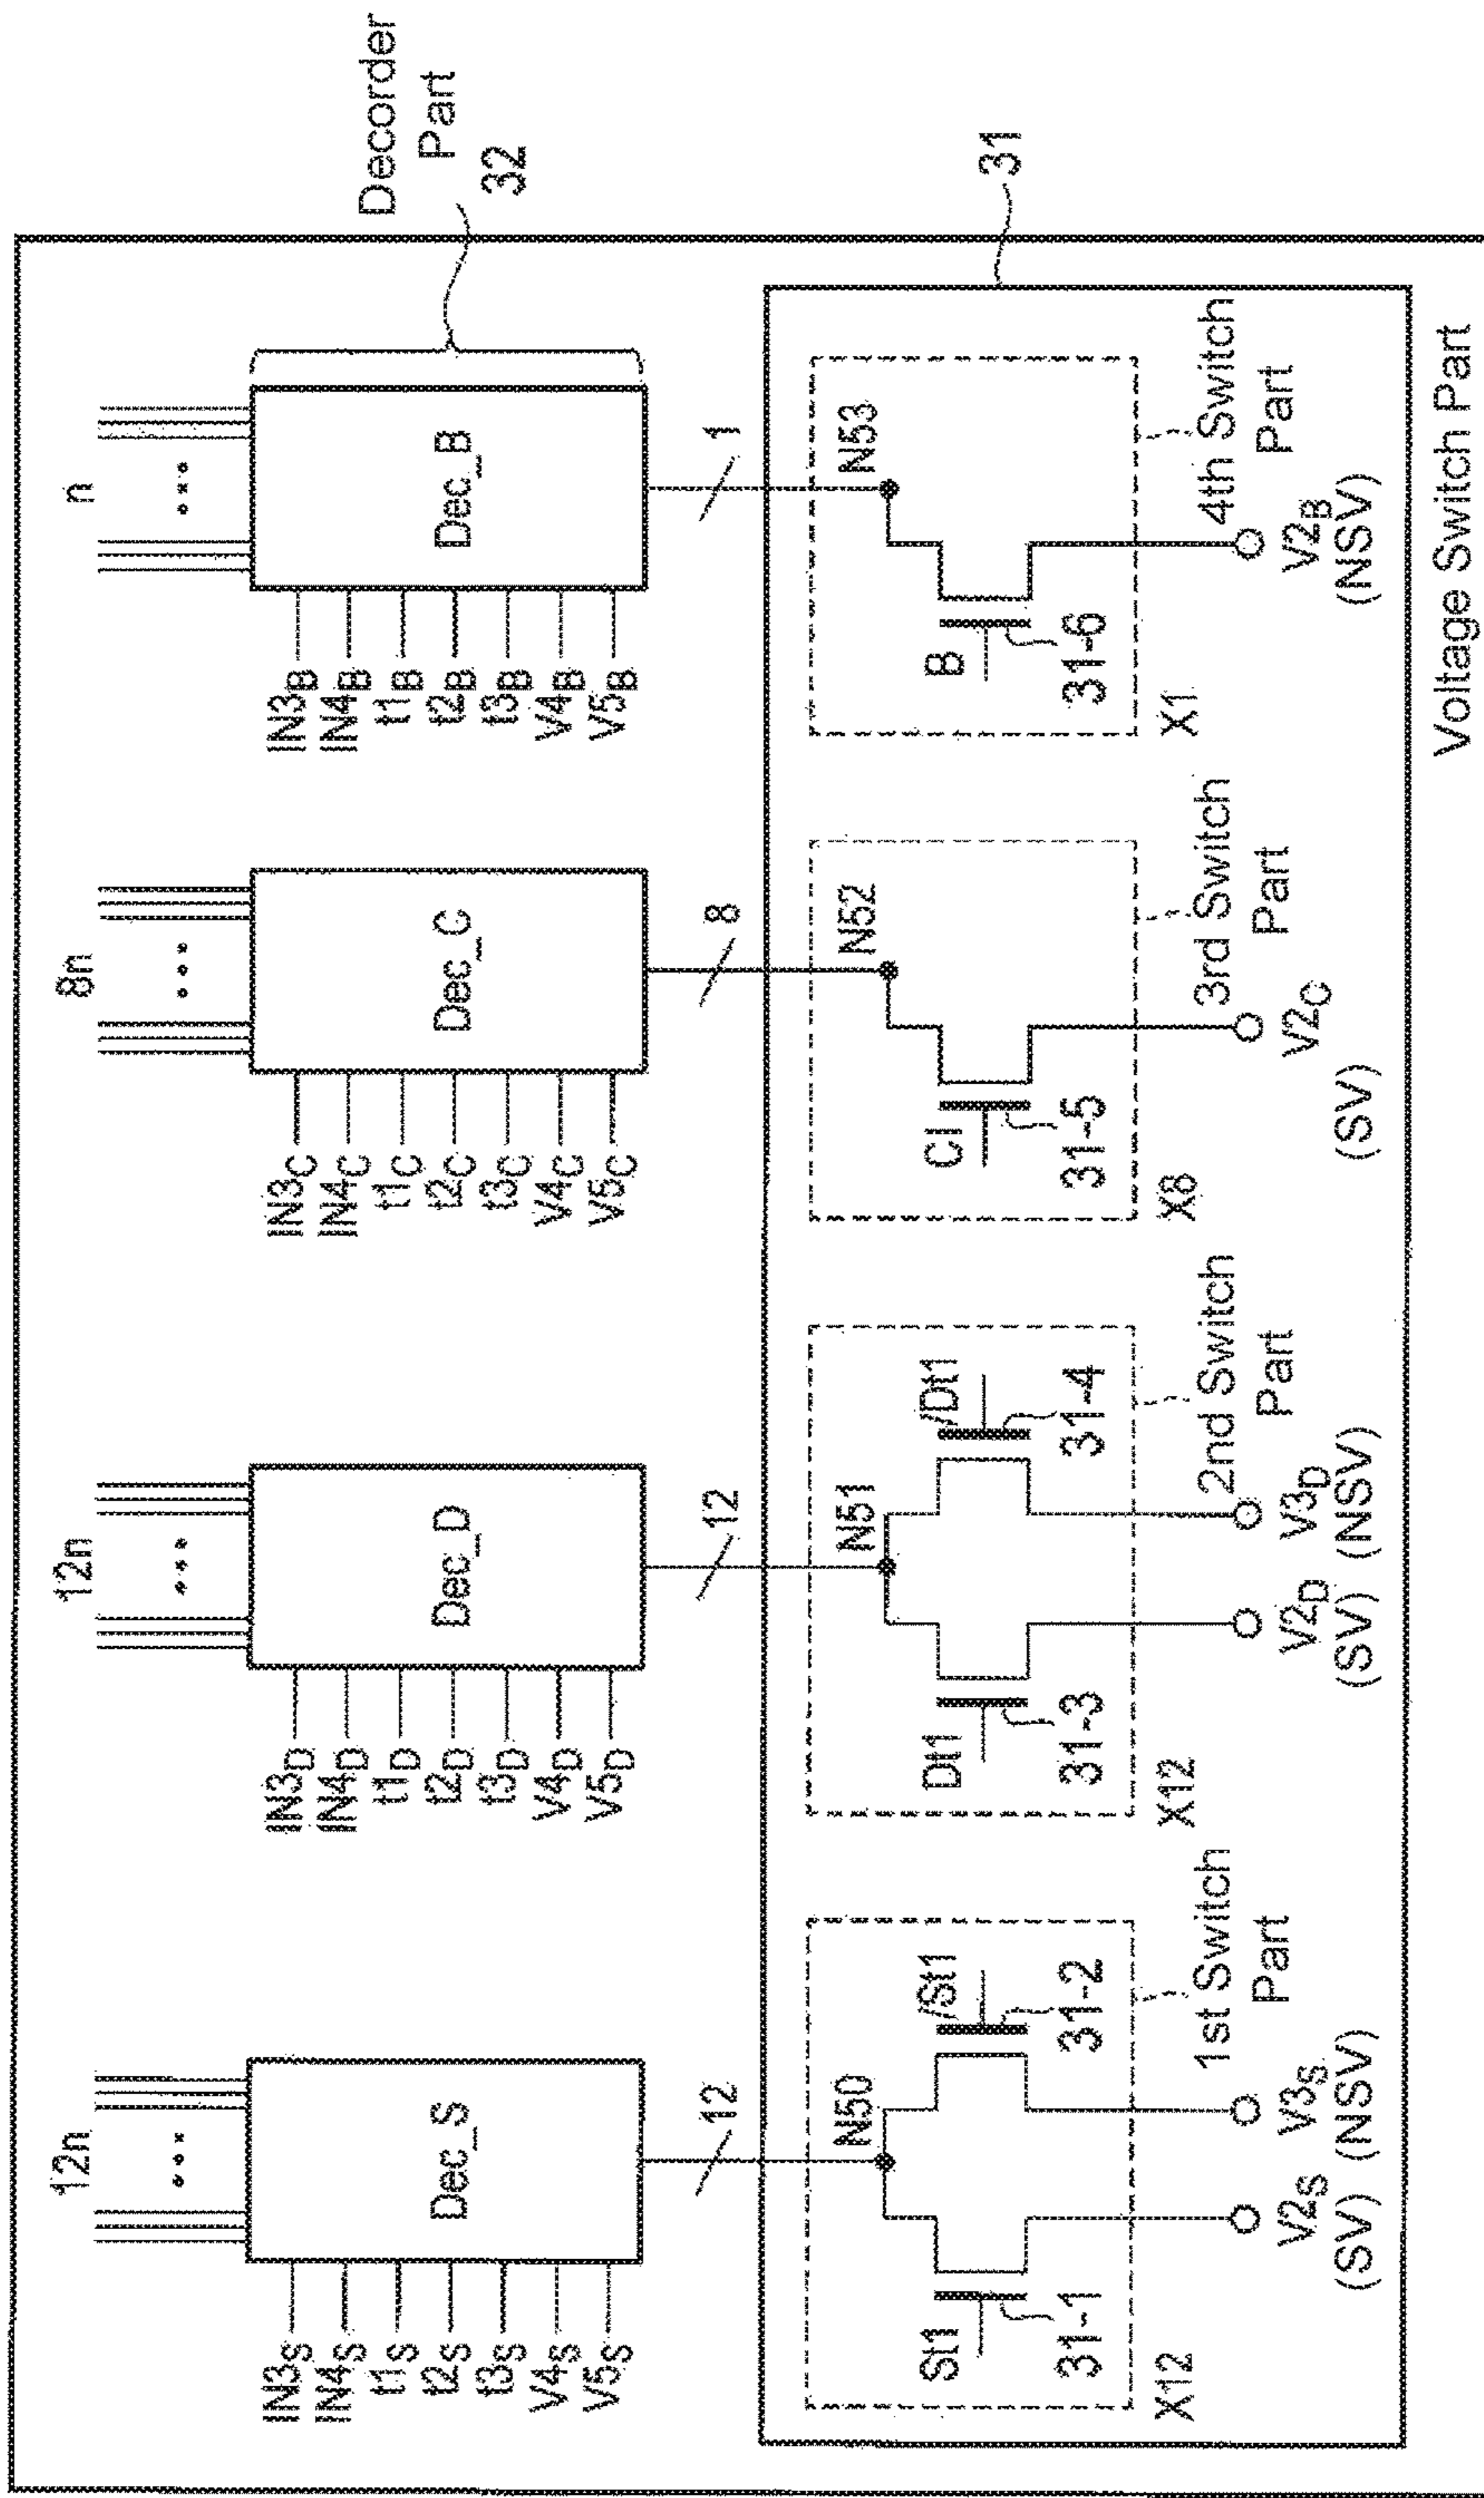 12n
12n
8n
n
Decorder
Part
32
IN3S
IN4S
t1S
t2S
t3S
V4S
V5S
Dec_S
IN3D
IN4D
t1D
t2D
t3D
V4D
V5D
Dec_D
IN3C
IN4C
t1C
t2C
t3C
V4C
V5C
Dec_C
IN3B
IN4B
t1B
t2B
t3B
V4B
V5B
Dec_B
12
12
8
1
31
N50
St1
/St1
31-1
31-2
X12
1st Switch
Part
V2S
V3S
(SV)
(NSV)
N51
Dt1
/Dt1
31-3
31-4
X12
2nd Switch
Part
V2D
V3D
(SV)
(NSV)
N52
Cl
31-5
X8
3rd Switch
Part
V2C
(SV)
N53
B
31-6
X1
4th Switch
Part
V2B
(NSV)
Voltage Switch Part